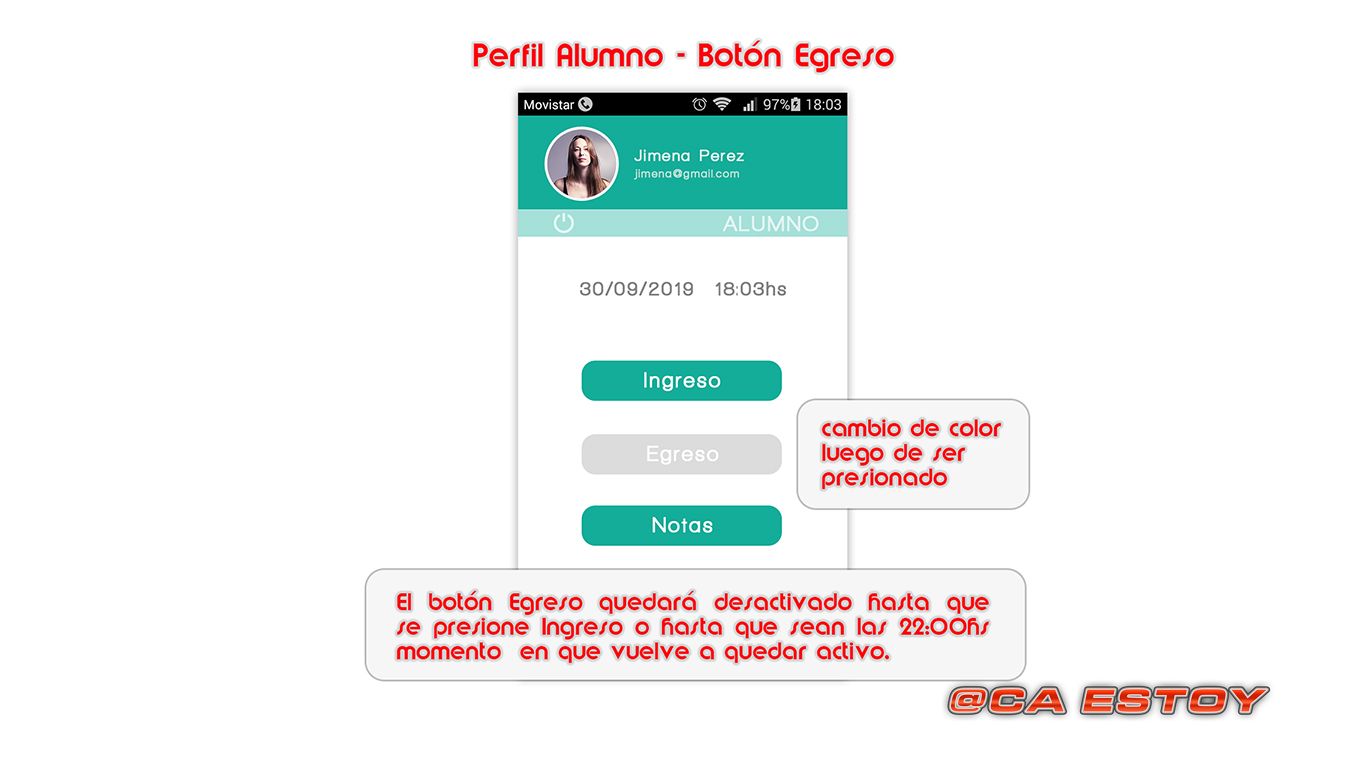 Perfil Alumno - Botón Egreso
Movistar 97% 18:03
Jimena Perez
jimena@gmail.com
ALUMNO
30/09/2019 18:03hs
Ingreso
Egreso
cambio de color
luego de ser
presionado
Notas
El botón Egreso quedará desactivado hasta que
se presione Ingreso o hasta que sean las 22:00hs
momento en que vuelve a quedar activo.
@CA ESTOY